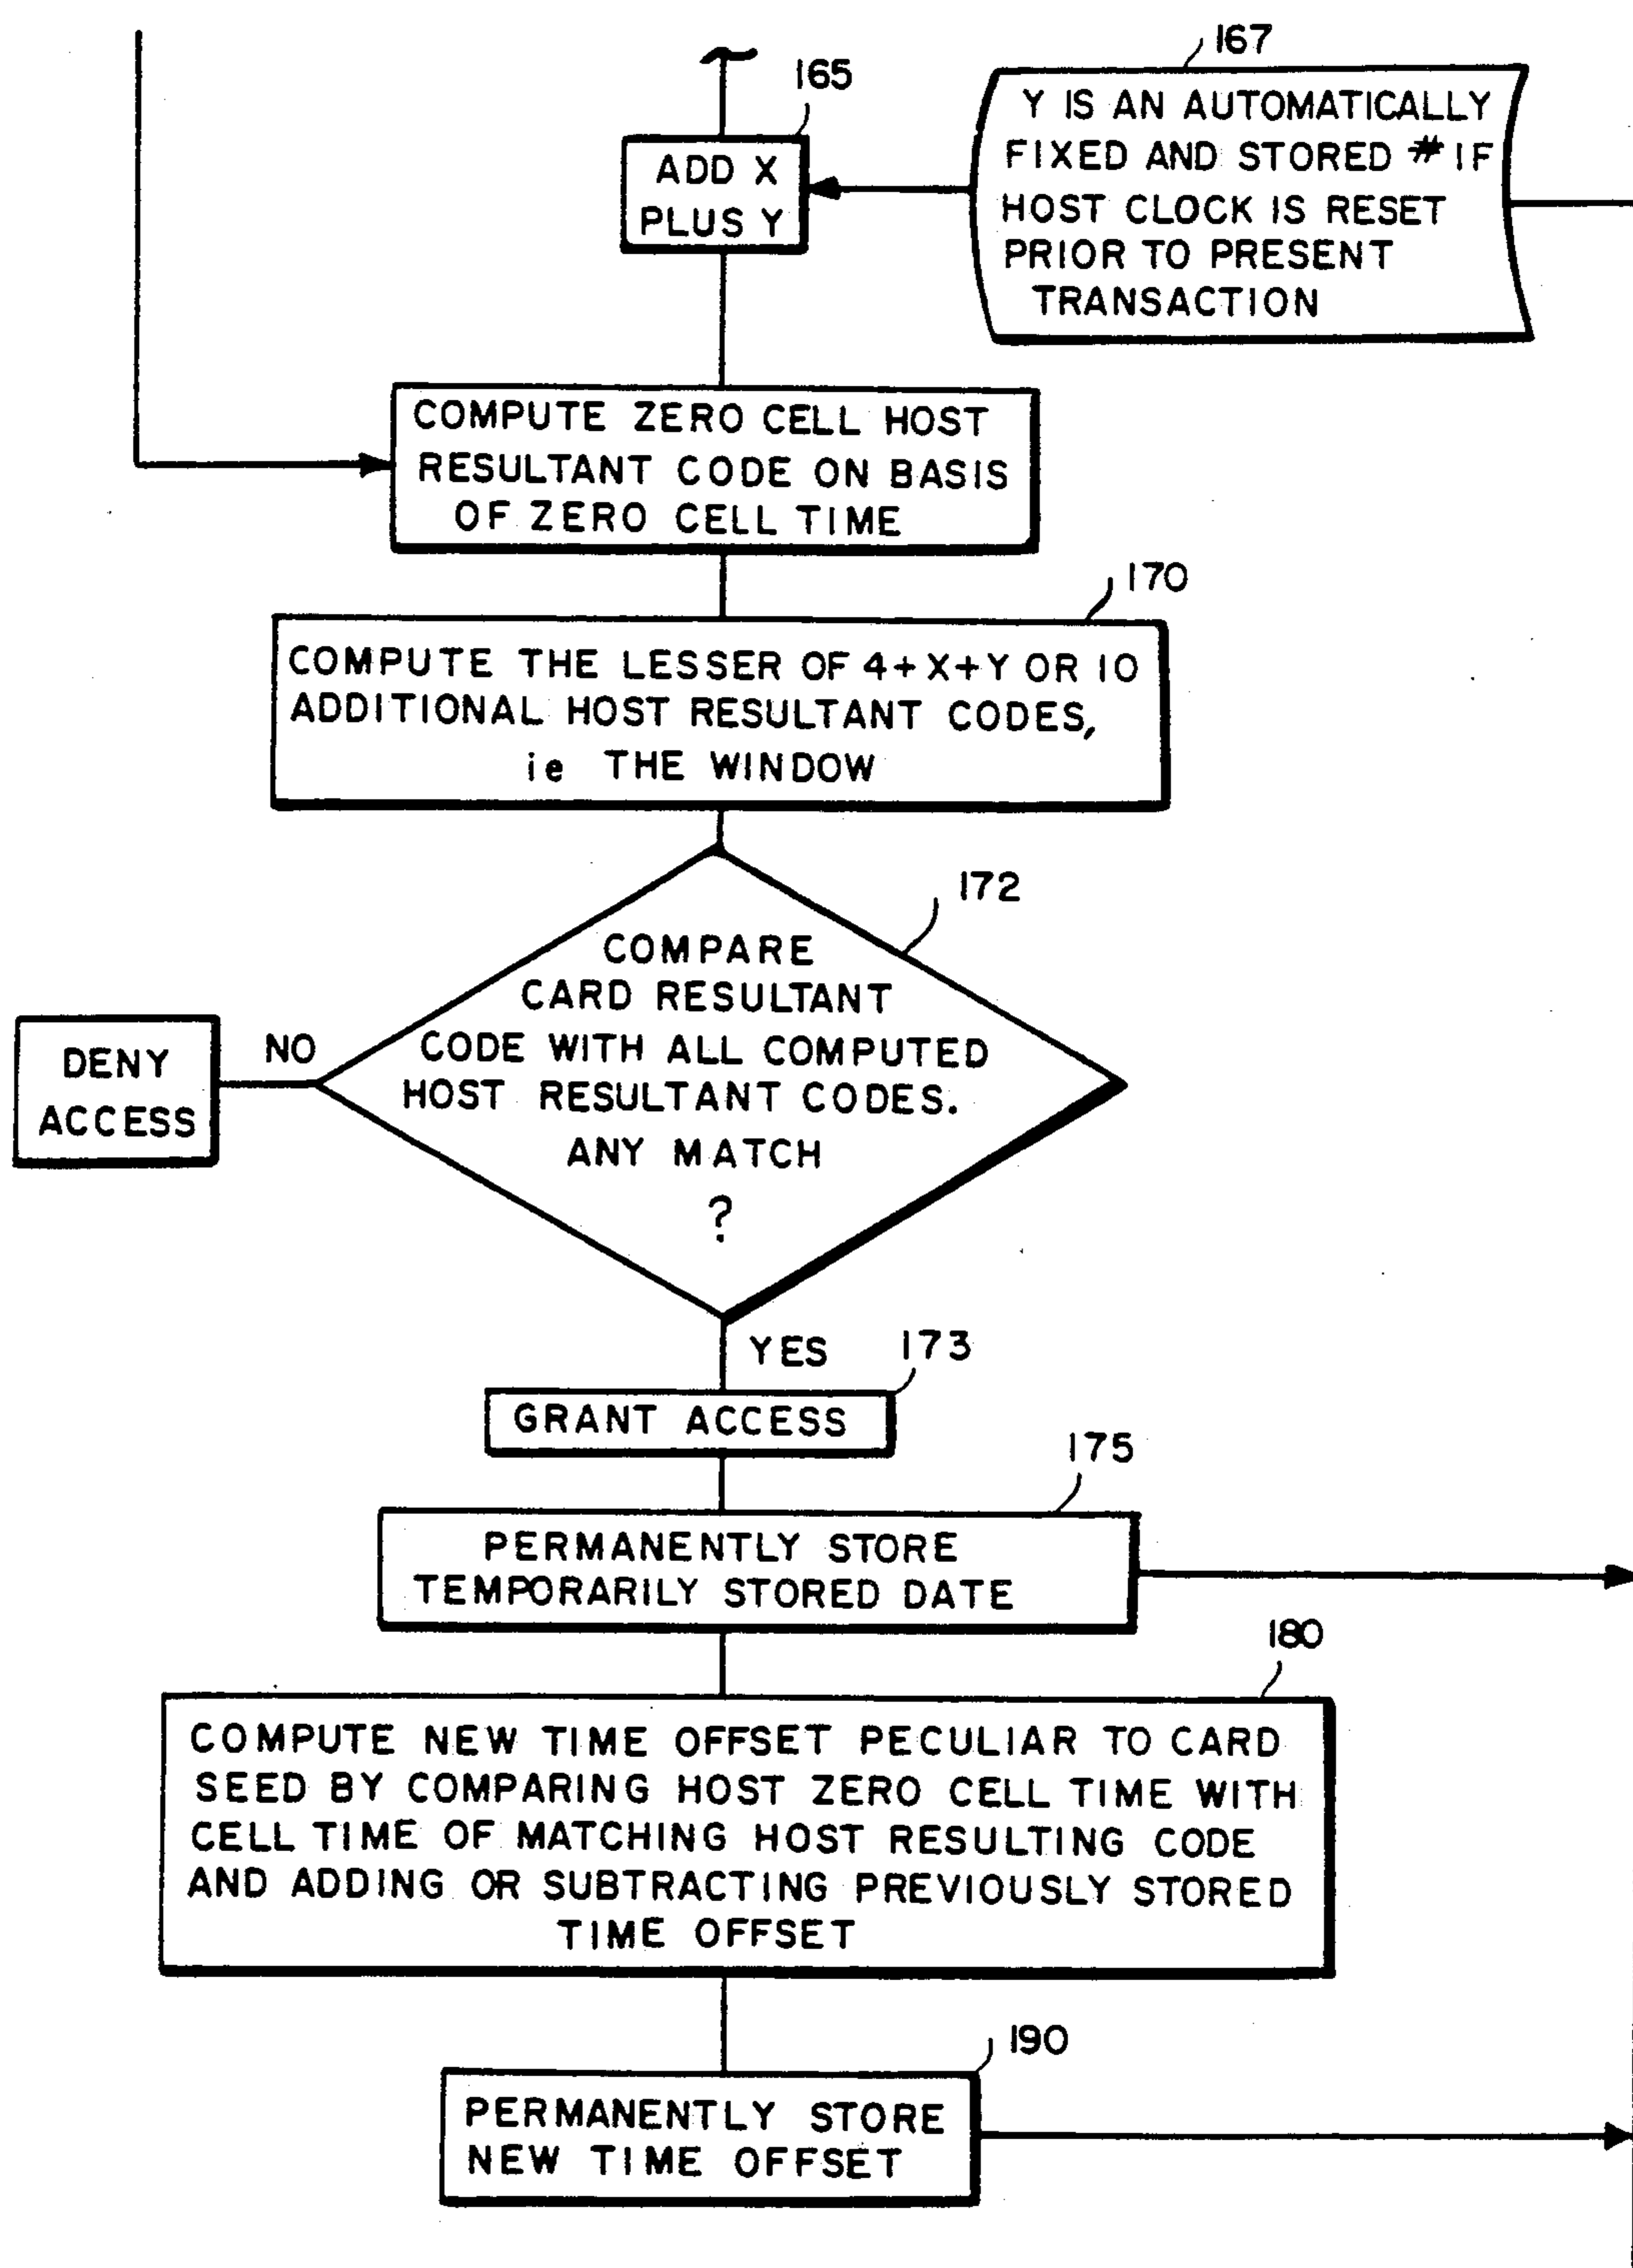 167
165
Y IS AN AUTOMATICALLY
FIXED AND STORED # IF
HOST CLOCK IS RESET
PRIOR TO PRESENT
TRANSACTION
ADD X
PLUS Y
COMPUTE ZERO CELL HOST
RESULTANT CODE ON BASIS
OF ZERO CELL TIME
170
COMPUTE THE LESSER OF 4+X+Y OR 10
ADDITIONAL HOST RESULTANT CODES,
ie THE WINDOW
172
COMPARE
CARD RESULTANT
CODE WITH ALL COMPUTED
HOST RESULTANT CODES.
ANY MATCH
?
NO
DENY
ACCESS
YES
173
GRANT ACCESS
175
PERMANENTLY STORE
TEMPORARILY STORED DATE
180
COMPUTE NEW TIME OFFSET PECULIAR TO CARD
SEED BY COMPARING HOST ZERO CELL TIME WITH
CELL TIME OF MATCHING HOST RESULTING CODE
AND ADDING OR SUBTRACTING PREVIOUSLY STORED
TIME OFFSET
190
PERMANENTLY STORE
NEW TIME OFFSET